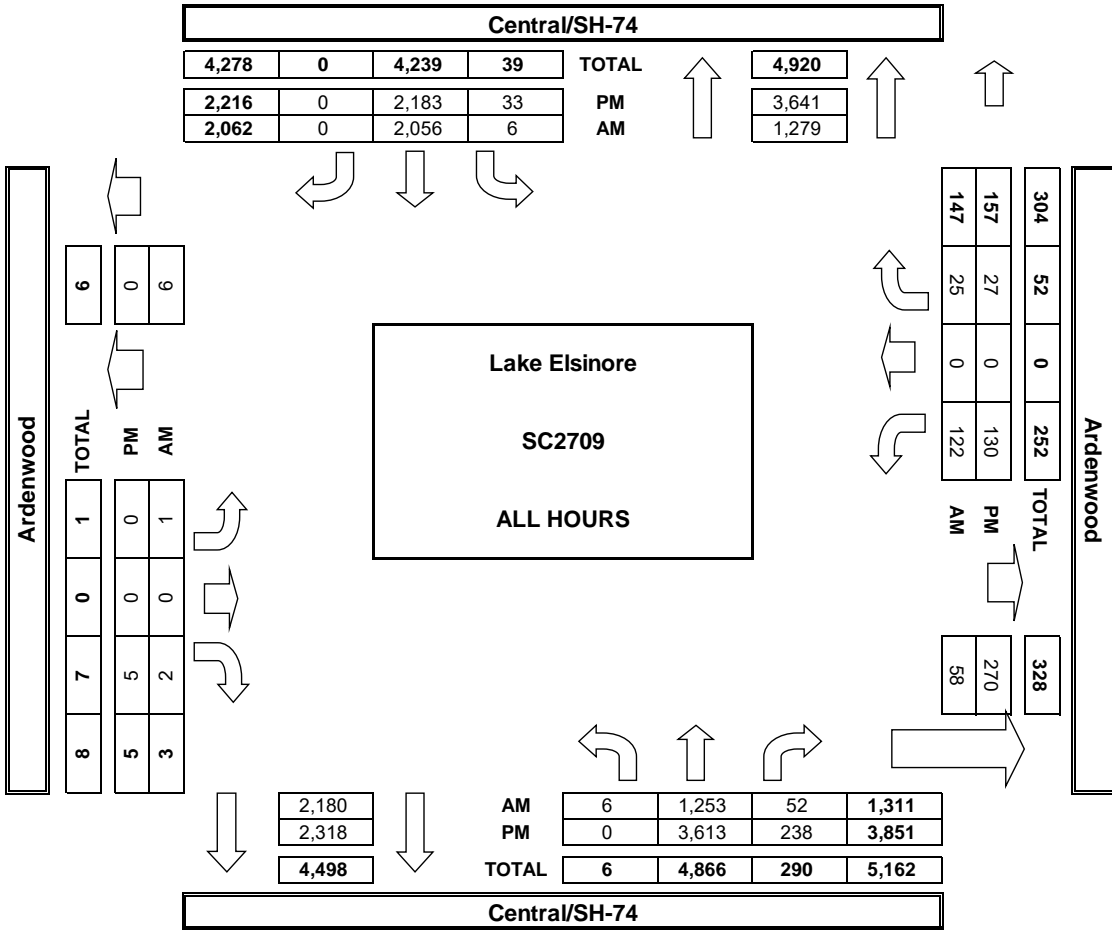 Central/SH-74
4,278 0 4,239 39 TOTAL 4,920
2,216 0 2,183 33 PM 3,641
2,062 0 2,056 6 AM 1,279
Ardenwood
6 0 6
TOTAL PM AM
1 0 1
0 0 0
7 5 2
8 5 3
Lake Elsinore
SC2709
ALL HOURS
147 157 304
25 27 52
0 0 0
122 130 252
AM PM TOTAL
58 270 328
Ardenwood
2,180 AM 6 1,253 52 1,311
2,318 PM 0 3,613 238 3,851
4,498 TOTAL 6 4,866 290 5,162
Central/SH-74